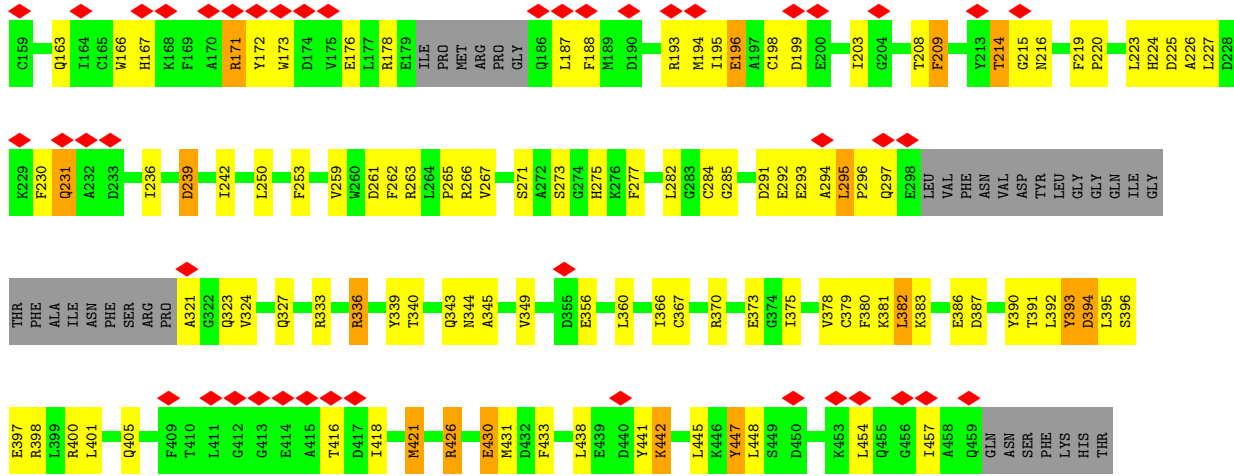 C159 Q163 I164 C165 W166 H167 K168 F169 A170 R171 Y172 W173 D174 V175 E176 L177 R178 E179 ILE PRO MET ARG PRO GLY Q186 L187 F188 M189 D190 R193 M194 I195 E196 A197 C198 D199 E200 I203 G204 T208 F209 Y213 T214 G215 N216 F219 P220 L223 H224 D225 A226 L227 D228
K229 F230 Q231 A232 D233 I236 D239 I242 L250 F253 V259 W260 D261 F262 R263 L264 P265 R266 V267 S271 A272 S273 G274 H275 K276 F277 L282 G283 C284 G285 D291 E292 E293 A294 L295 P296 Q297 E298 LEU VAL PHE ASN VAL ASP TYR LEU GLY GLY GLN ILE GLY
THR PHE ALA ILE ASN PHE SER ARG PRO A321 G322 Q323 V324 Q327 R333 R336 Y339 T340 Q343 N344 A345 V349 D355 E356 L360 I366 C367 R370 E373 G374 I375 V378 C379 F380 K381 L382 K383 E386 D387 Y390 T391 L392 Y393 D394 L395 S396
E397 R398 L399 R400 L401 Q405 F409 T410 L411 G412 G413 E414 A415 T416 D417 I418 M421 R426 E430 M431 D432 F433 L438 E439 D440 Y441 K442 L445 K446 Y447 L448 S449 D450 K453 L454 Q455 G456 I457 A458 Q459 GLN ASN SER PHE LYS HIS THR